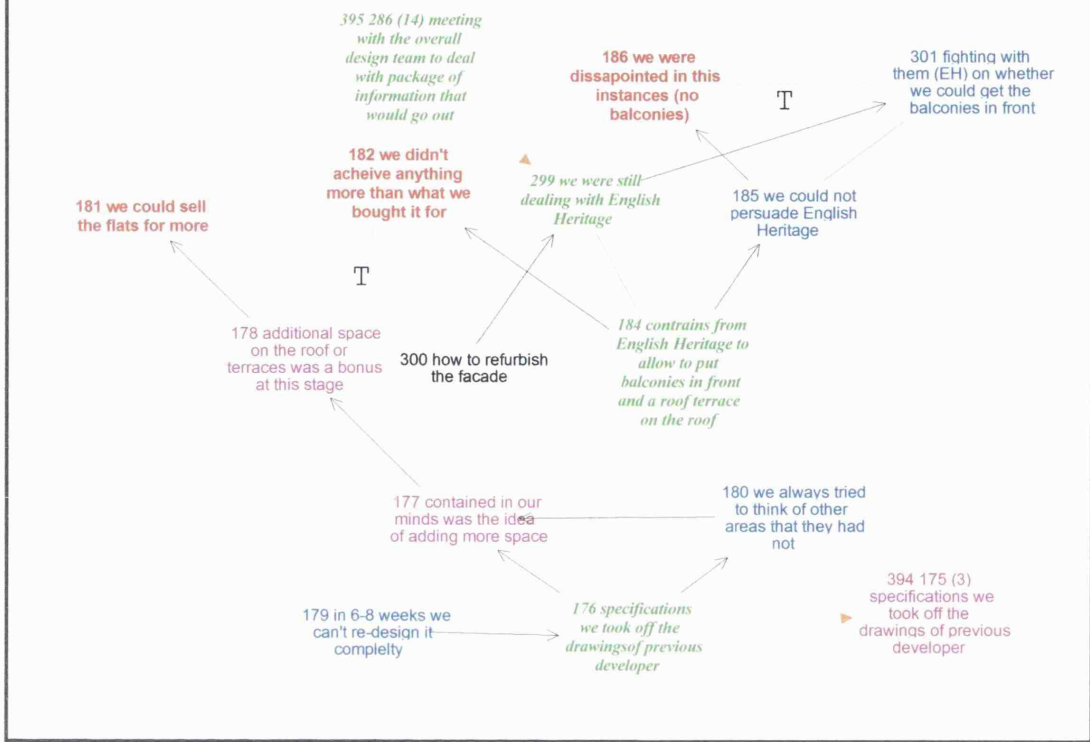 395 286 (14) meeting
with the overall
design team to deal
with package of
information that
would go out
186 we were
dissapointed in this
instances (no
balconies)
T
301 fighting with
them (EH) on whether
we could get the
balconies in front
182 we didn't
acheive anything
more than what we
bought it for
299 we were still
dealing with English
Heritage
185 we could not
persuade English
Heritage
181 we could sell
the flats for more
T
178 additional space
on the roof or
terraces was a bonus
at this stage
300 how to refurbish
the facade
184 contrains from
English Heritage to
allow to put
balconies in front
and a roof terrace
on the roof
177 contained in our
minds was the idea
of adding more space
180 we always tried
to think of other
areas that they had
not
179 in 6-8 weeks we
can't re-design it
complelty
176 specifications
we took off the
drawingsof previous
developer
394 175 (3)
specifications we
took off the
drawings of previous
developer